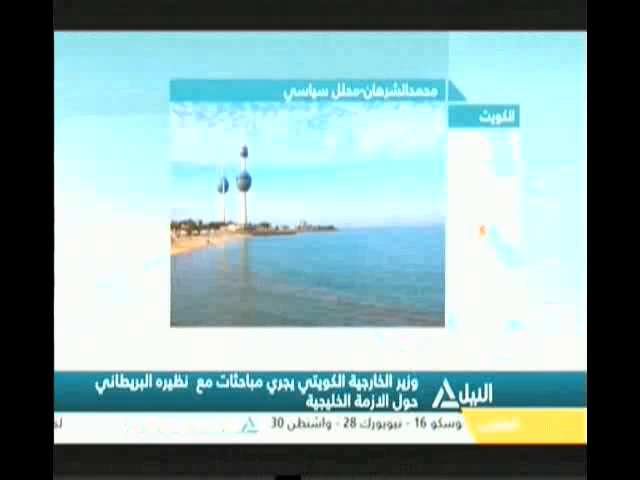 محمدالشرهان-محلل سياسي
الكويت
وزير الخارجية الكويتي يجري مباحثات مع نظيره البريطاني
حول الازمة الخليجية
النيل
وسكو 16 - نيويورك 28 - واشنطن 30